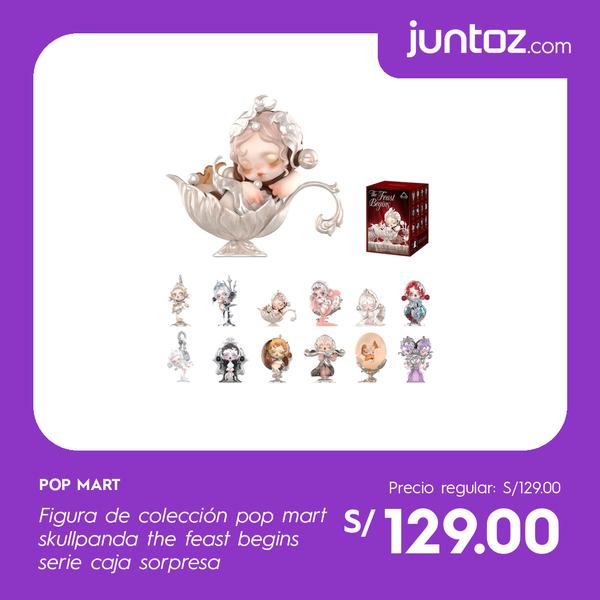 juntoz.com
The Feast
Begins
POP MART
Precio regular: S/129.00
Figura de colección pop mart
skullpanda the feast begins
serie caja sorpresa
S/129.00